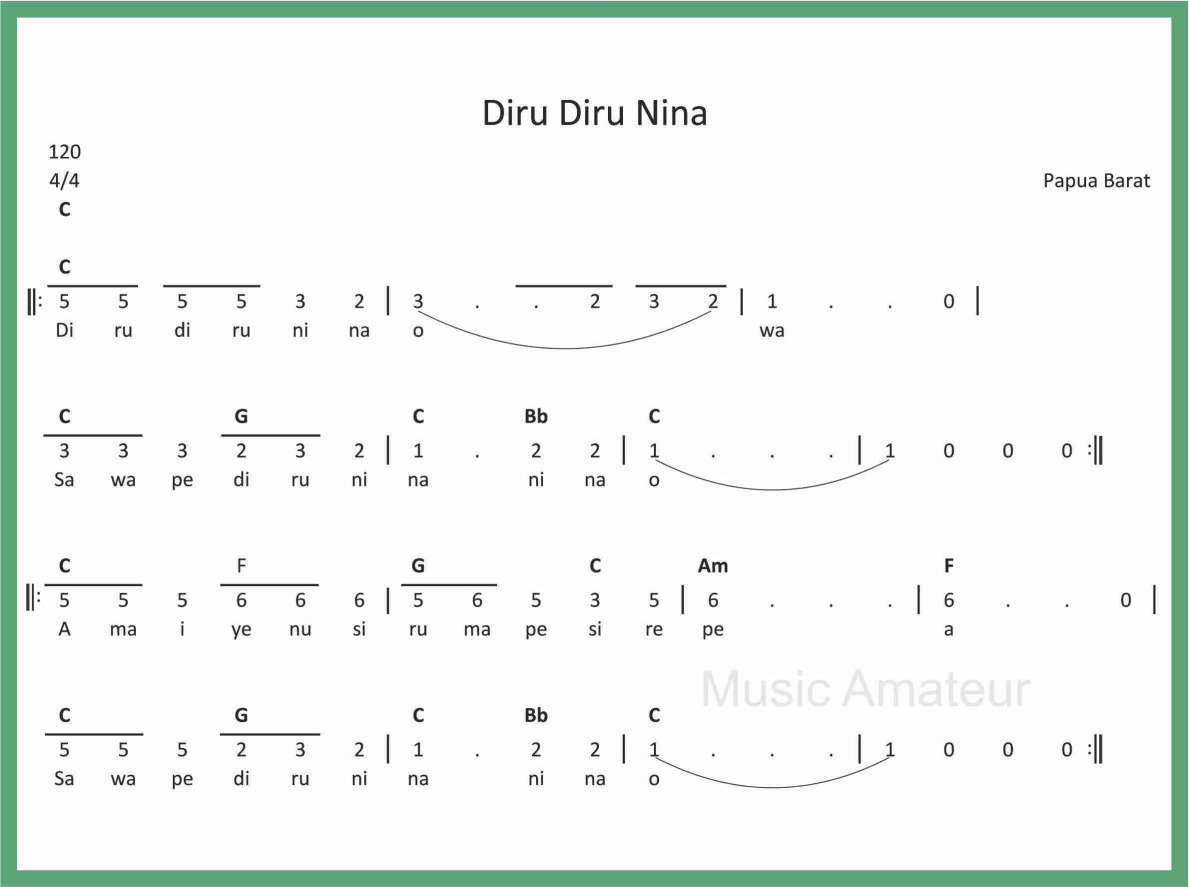 Diru Diru Nina
120
4/4
Papua Barat
C
C
‖: 5 5 5 5 3 2 | 3 . . 2 3 2 | 1 . . 0 |
Di ru di ru ni na o wa
C G C Bb C
3 3 3 2 3 2 | 1 . 2 2 | 1 . . . | 1 0 0 0 :‖
Sa wa pe di ru ni na ni na o
C F G C Am F
‖: 5 5 5 6 6 6 | 5 6 5 3 5 | 6 . . . | 6 . . 0 |
A ma i ye nu si ru ma pe si re pe a
Music Amateur
C G C Bb C
5 5 5 2 3 2 | 1 . 2 2 | 1 . . . | 1 0 0 0 :‖
Sa wa pe di ru ni na ni na o